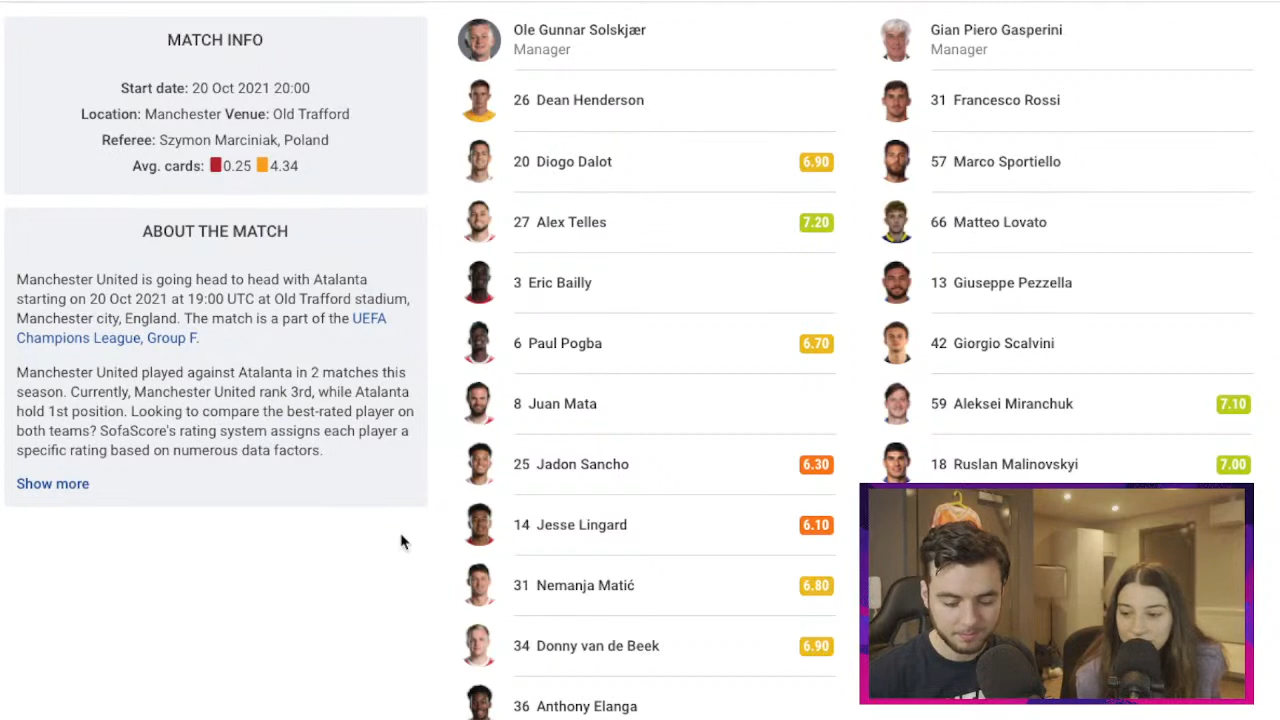 MATCH INFO
Start date: 20 Oct 2021 20:00
Location: Manchester Venue: Old Trafford
Referee: Szymon Marciniak, Poland
Avg. cards: 0.25 4.34
ABOUT THE MATCH
Manchester United is going head to head with Atalanta
starting on 20 Oct 2021 at 19:00 UTC at Old Trafford stadium,
Manchester city, England. The match is a part of the UEFA
Champions League, Group F.
Manchester United played against Atalanta in 2 matches this
season. Currently, Manchester United rank 3rd, while Atalanta
hold 1st position. Looking to compare the best-rated player on
both teams? SofaScore's rating system assigns each player a
specific rating based on numerous data factors.
Show more
Ole Gunnar Solskjær
Manager
26 Dean Henderson
20 Diogo Dalot 6.90
27 Alex Telles 7.20
3 Eric Bailly
6 Paul Pogba 6.70
8 Juan Mata
25 Jadon Sancho 6.30
14 Jesse Lingard 6.10
31 Nemanja Matić 6.80
34 Donny van de Beek 6.90
36 Anthony Elanga
Gian Piero Gasperini
Manager
31 Francesco Rossi
57 Marco Sportiello
66 Matteo Lovato
13 Giuseppe Pezzella
42 Giorgio Scalvini
59 Aleksei Miranchuk 7.10
18 Ruslan Malinovskyi 7.00